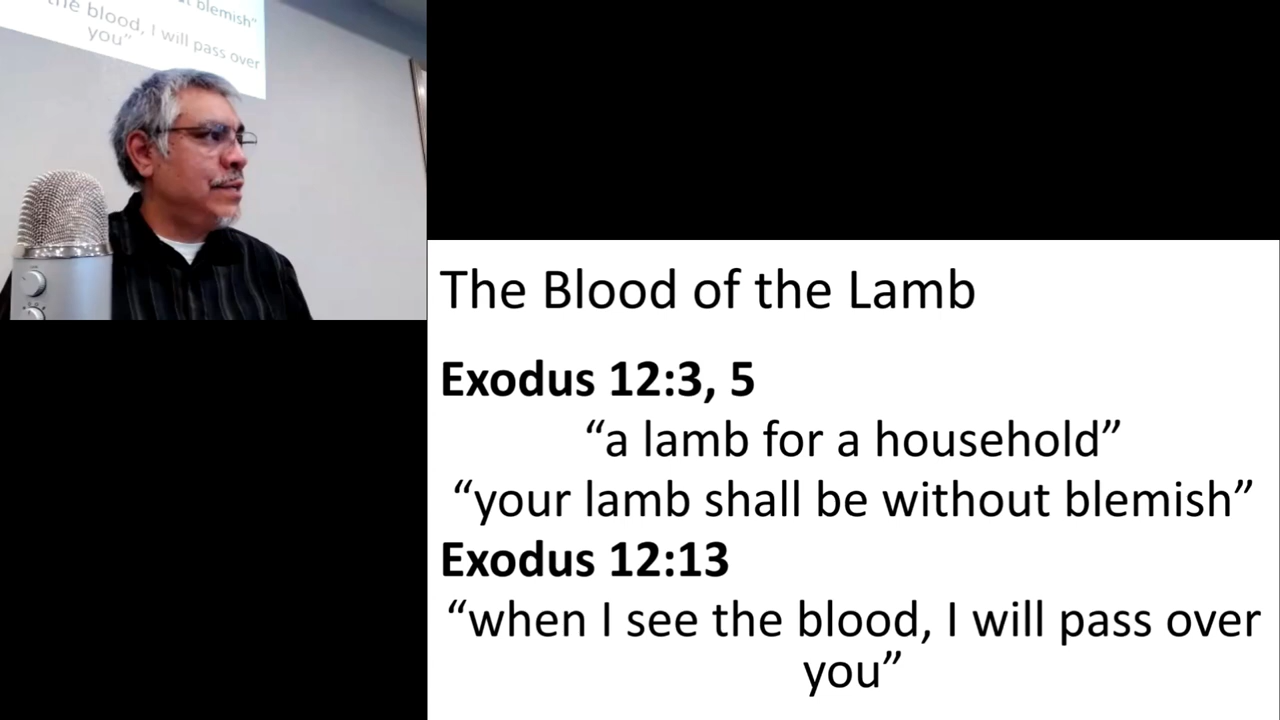 blemish”
the blood, I will pass over
you”
The Blood of the Lamb
Exodus 12:3, 5
“a lamb for a household”
“your lamb shall be without blemish”
Exodus 12:13
“when I see the blood, I will pass over
you”